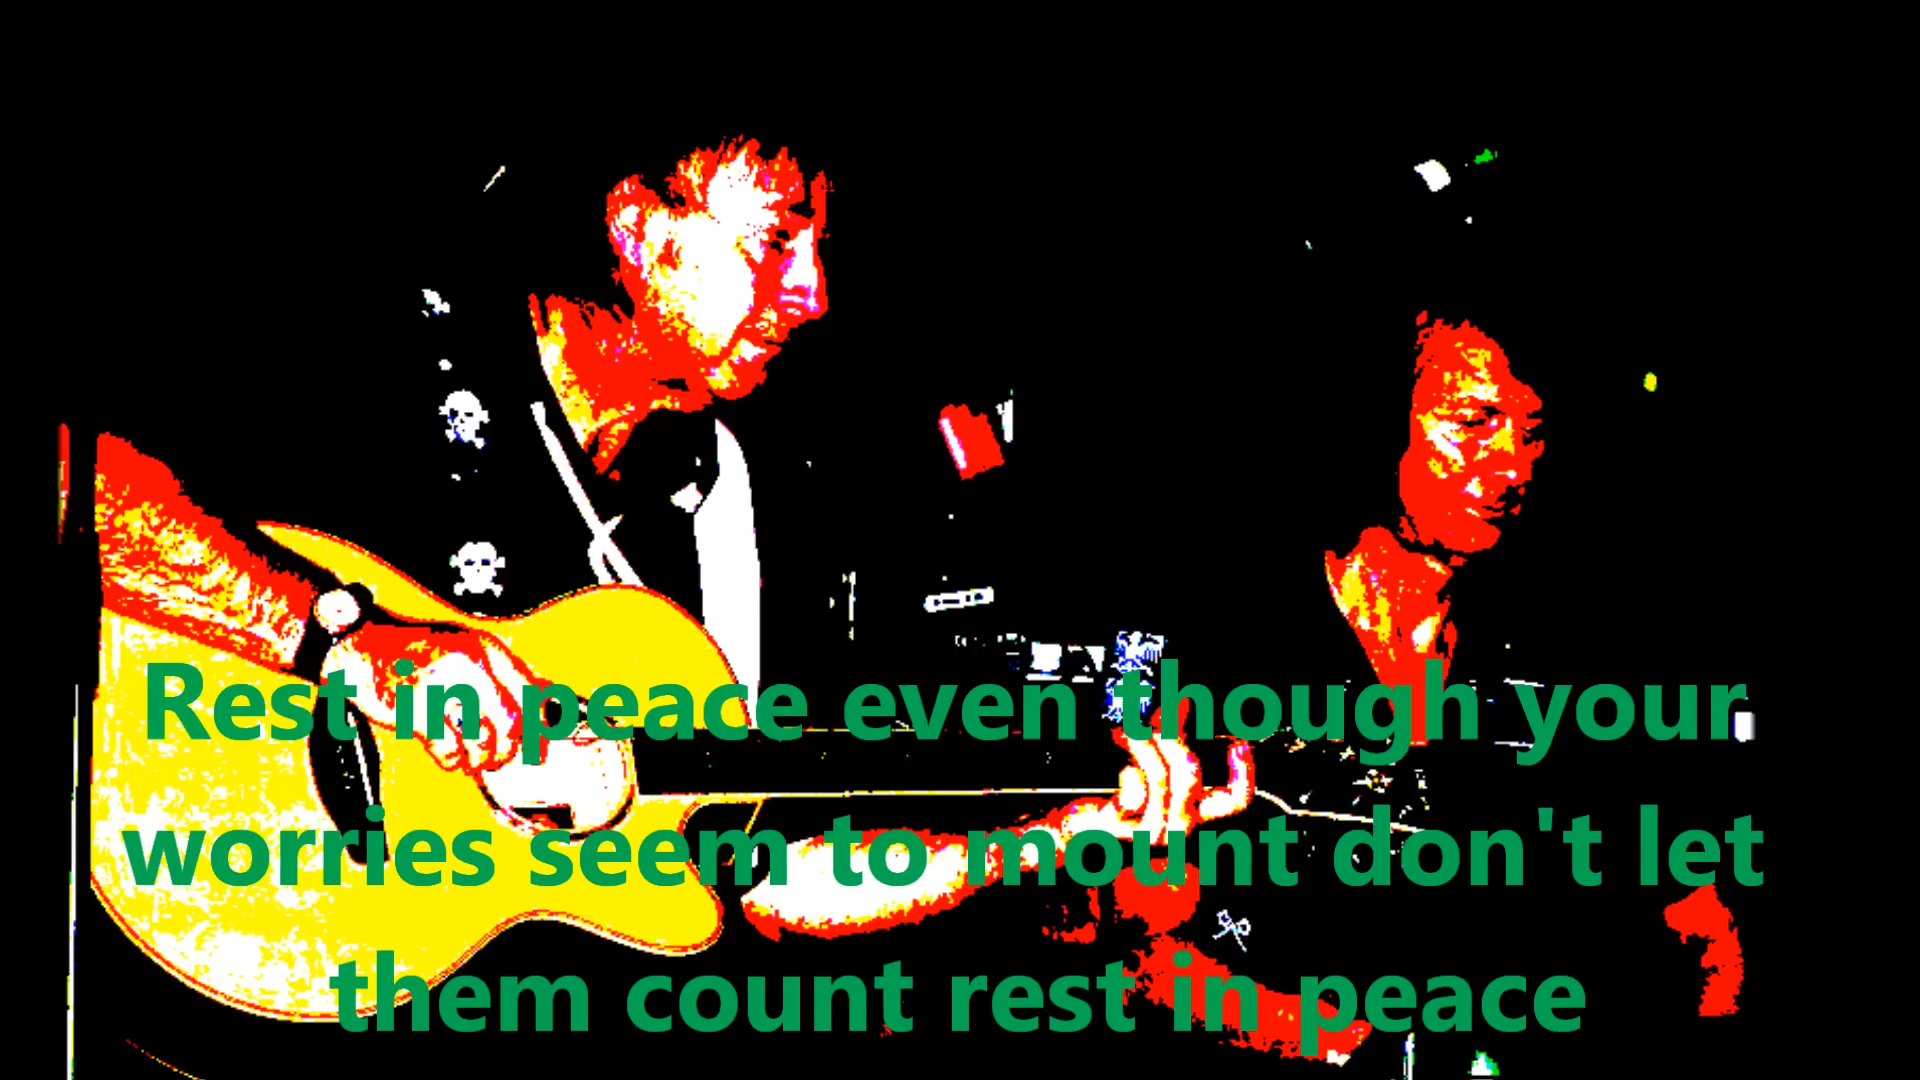 Rest in peace even though your
worries seem to mount don't let
them count rest in peace